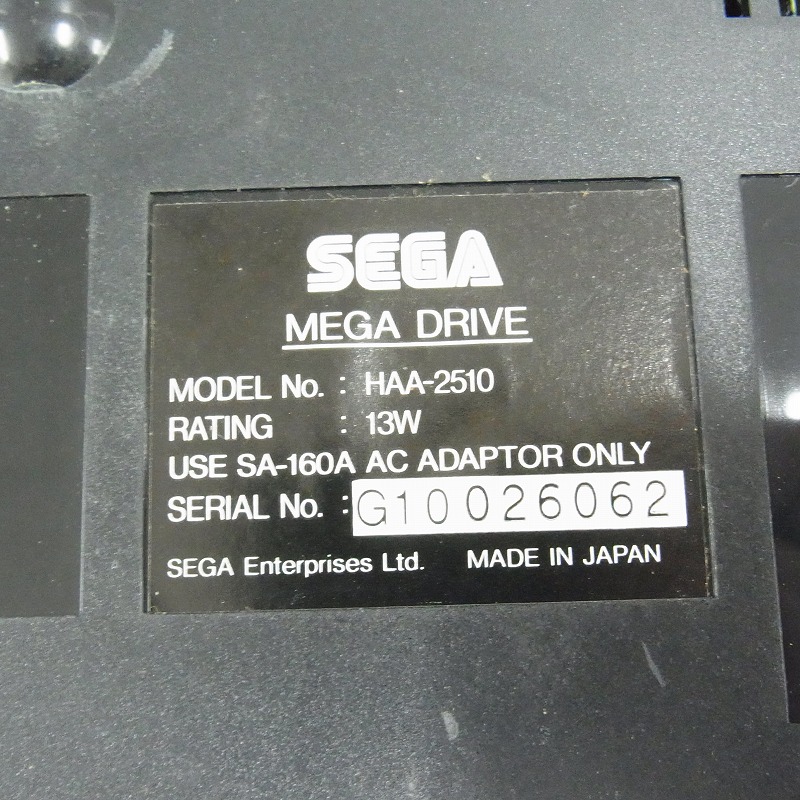 SEGA
MEGA DRIVE
MODEL No. : HAA-2510
RATING : 13W
USE SA-160A AC ADAPTOR ONLY
SERIAL No. : G10026062
SEGA Enterprises Ltd. MADE IN JAPAN